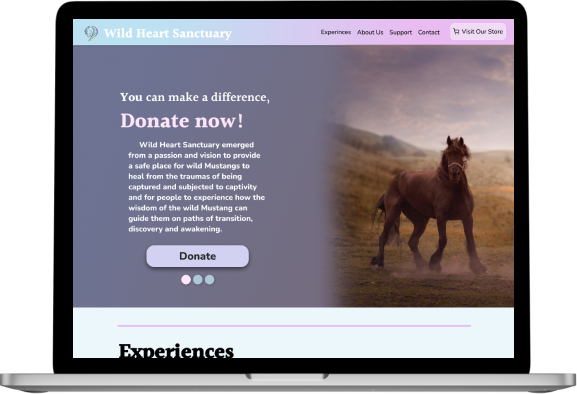 Wild Heart Sanctuary
Experinces About Us Support Contact Visit Our Store
You can make a difference,
Donate now!
Wild Heart Sanctuary emerged
from a passion and vision to provide
a safe place for wild Mustangs to
heal from the traumas of being
captured and subjected to captivity
and for people to experience how the
wisdom of the wild Mustang can
guide them on paths of transition,
discovery and awakening.
Donate
Experiences